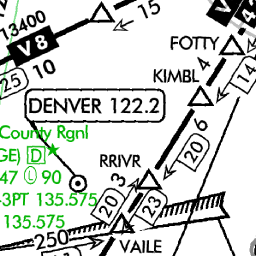 13400
15
V8
FOTTY
25
10
KIMBL
4
14
DENVER 122.2
6
County Rgnl
GE) D
20
47 L 90
RRIVR
3
-3PT 135.575
20
23
135.575
250
VAILE